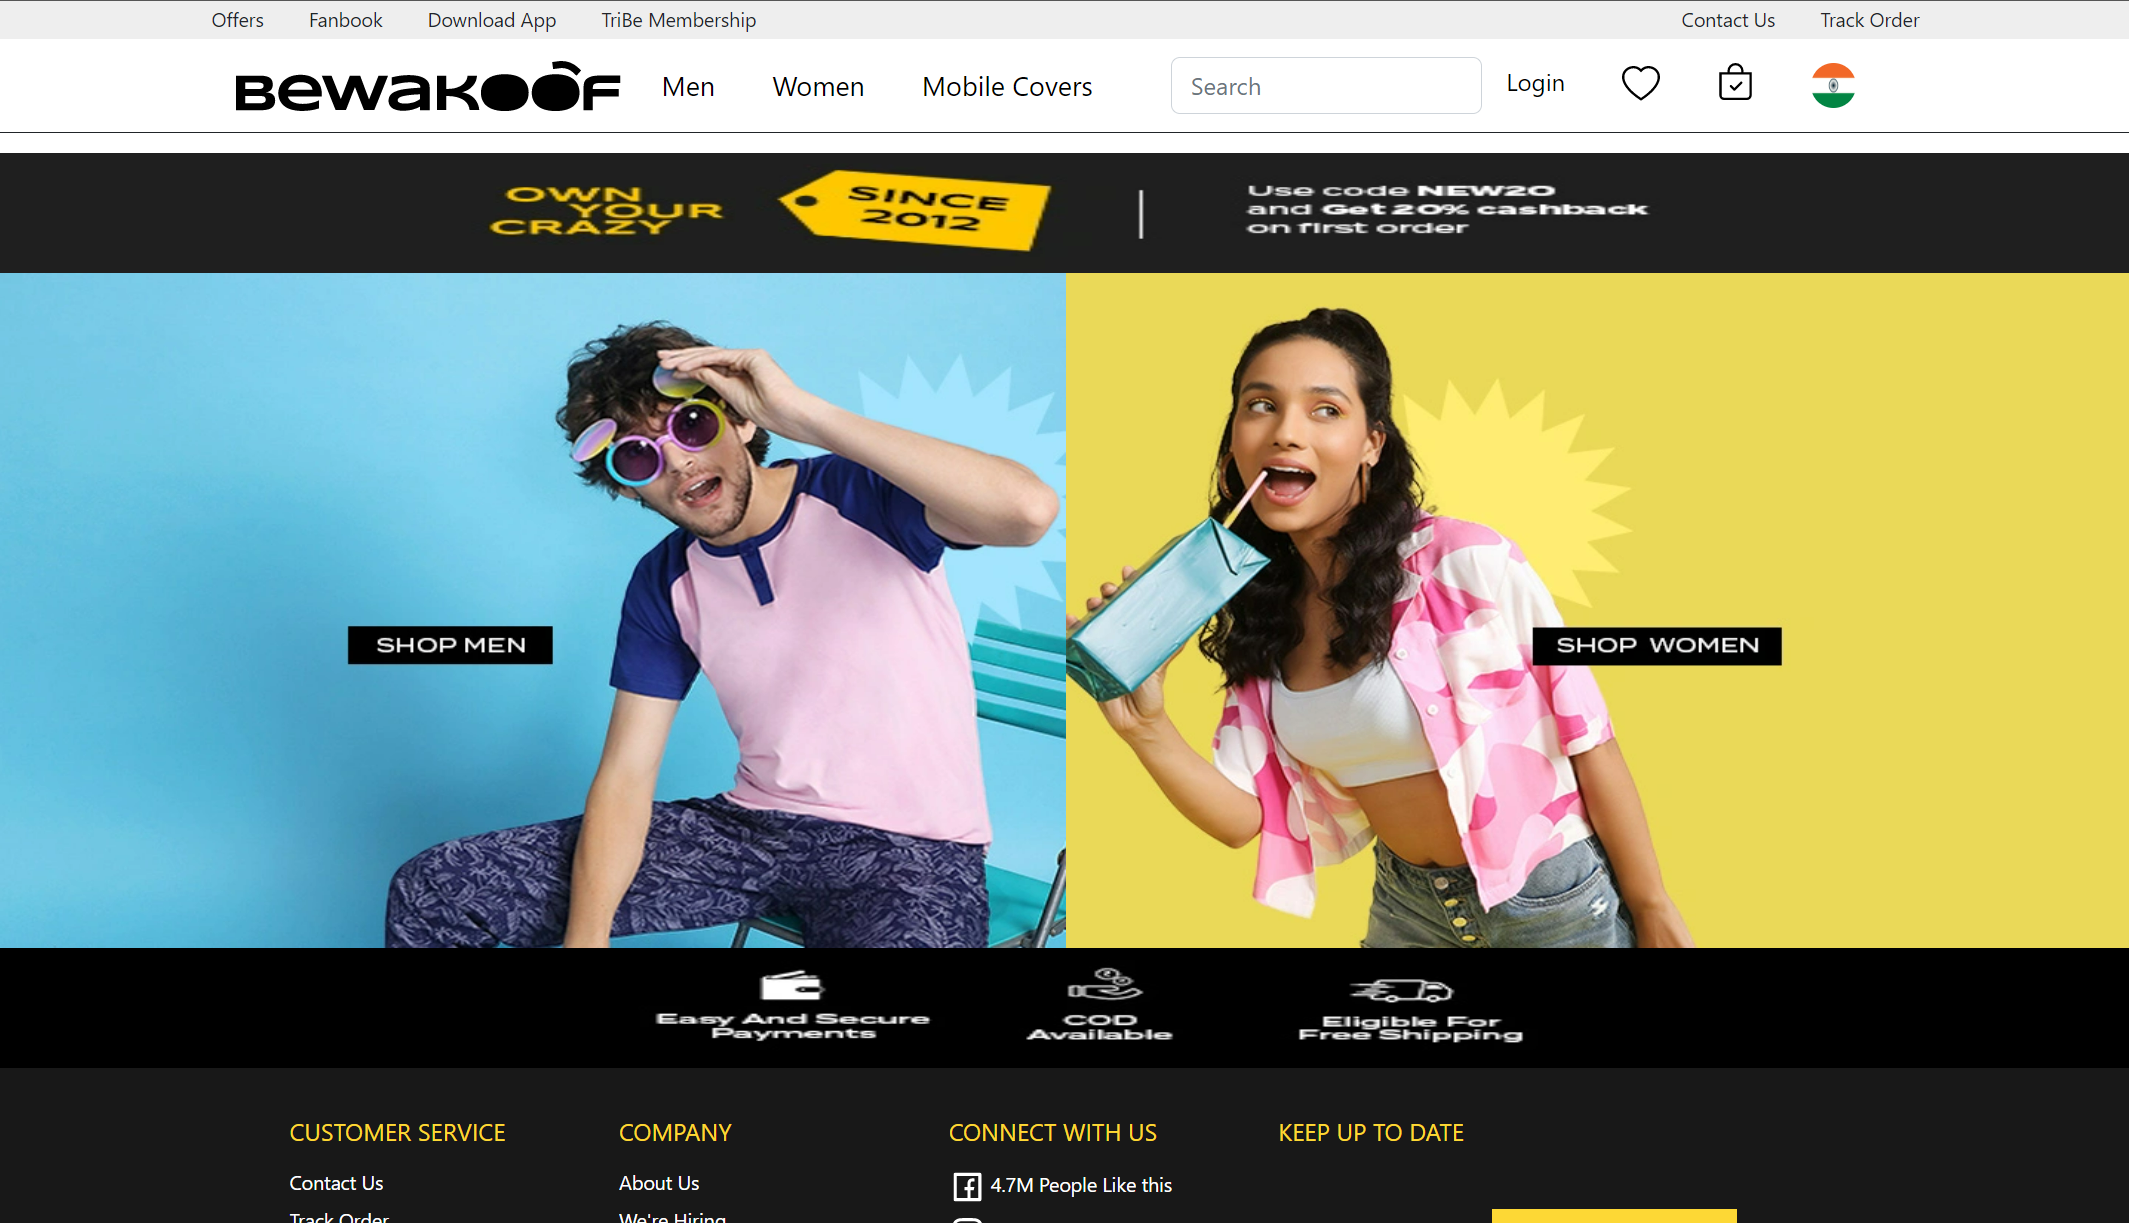 Offers Fanbook Download App TriBe Membership Contact Us Track Order
BEWAKOOF Men Women Mobile Covers Search Login
OWN
YOUR
CRAZY
SINCE
2012
Use code NEW20
and Get 20% cashback
on first order
SHOP MEN
SHOP WOMEN
Easy And Secure
Payments
COD
Available
Eligible For
Free Shipping
CUSTOMER SERVICE
Contact Us
Track Order
COMPANY
About Us
We're Hiring
CONNECT WITH US
4.7M People Like this
KEEP UP TO DATE